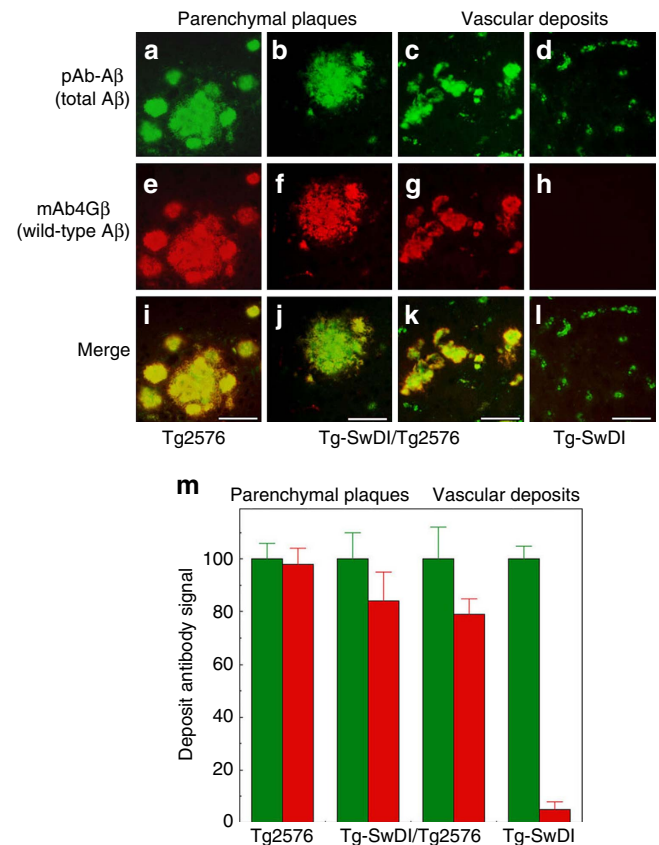 Parenchymal plaques Vascular deposits
a b c d
pAb-Aβ
(total Aβ)
e f g h
mAb4Gβ
(wild-type Aβ)
i j k l
Merge
Tg2576 Tg-SwDI/Tg2576 Tg-SwDI
m
Parenchymal plaques Vascular deposits
100
80
60
40
20
0
Deposit antibody signal
Tg2576 Tg-SwDI/Tg2576 Tg-SwDI